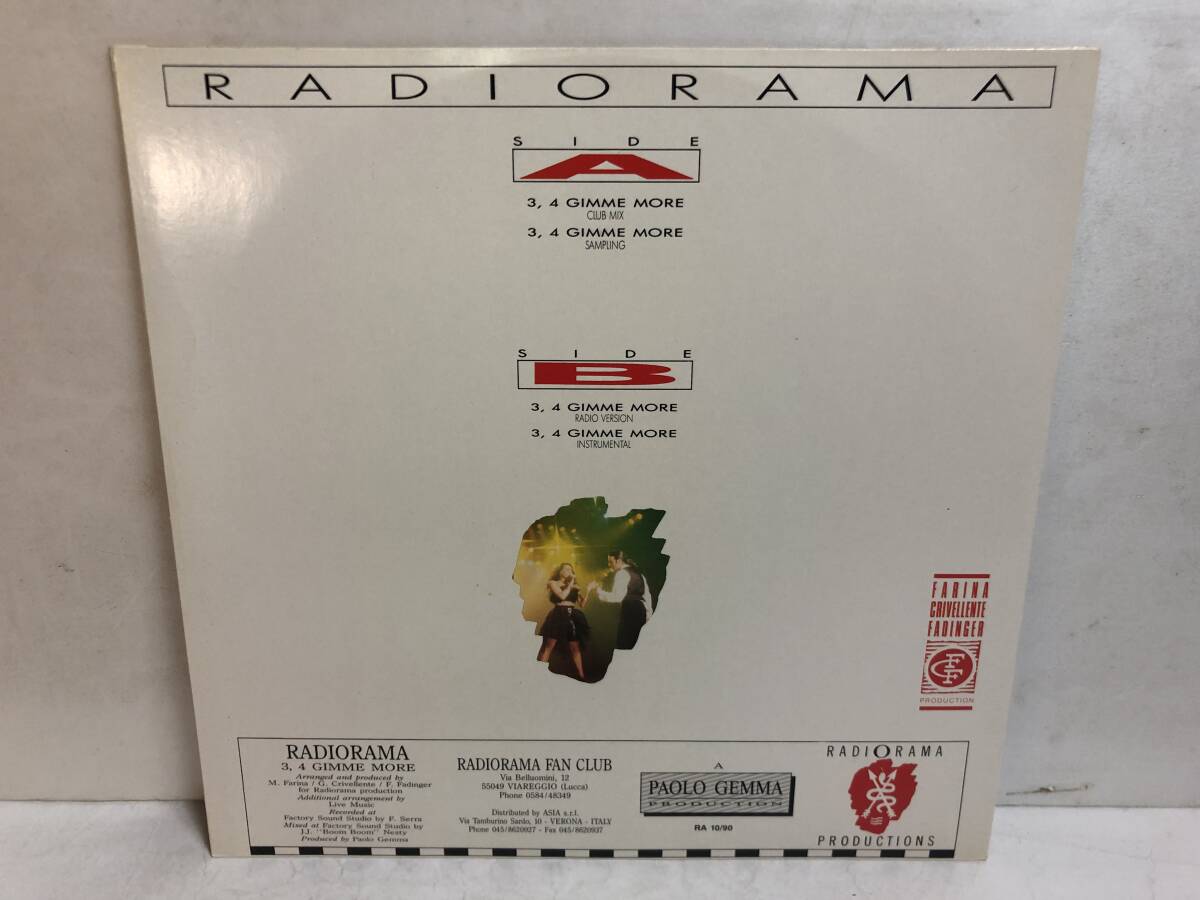 RADIORAMA
SIDE
A
3, 4 GIMME MORE
CLUB MIX
3, 4 GIMME MORE
SAMPLING
SIDE
B
3, 4 GIMME MORE
RADIO VERSION
3, 4 GIMME MORE
INSTRUMENTAL
FARINA
CRIVELLENTE
FADINGER
CFF
PRODUCTION
RADIORAMA
3, 4 GIMME MORE
Arranged and produced by
M. Farina / G. Crivellente / F. Fadinger
for Radiorama production
Additional arrangement by
Live Music
Recorded at
Factory Sound Studio by F. Serra
Mixed at Factory Sound Studio by
J.J. "Boom Boom" Nesty
Produced by Paolo Gemma
RADIORAMA FAN CLUB
Via Belluomini, 12
55049 VIAREGGIO (Lucca)
Phone 0584/48349
Distributed by ASIA s.r.l.
Via Tamburino Sardo, 10 - VERONA - ITALY
Phone 045/8620927 - Fax 045/8620937
A
PAOLO GEMMA
PRODUCTION
RA 10/90
RADIORAMA
PRODUCTIONS